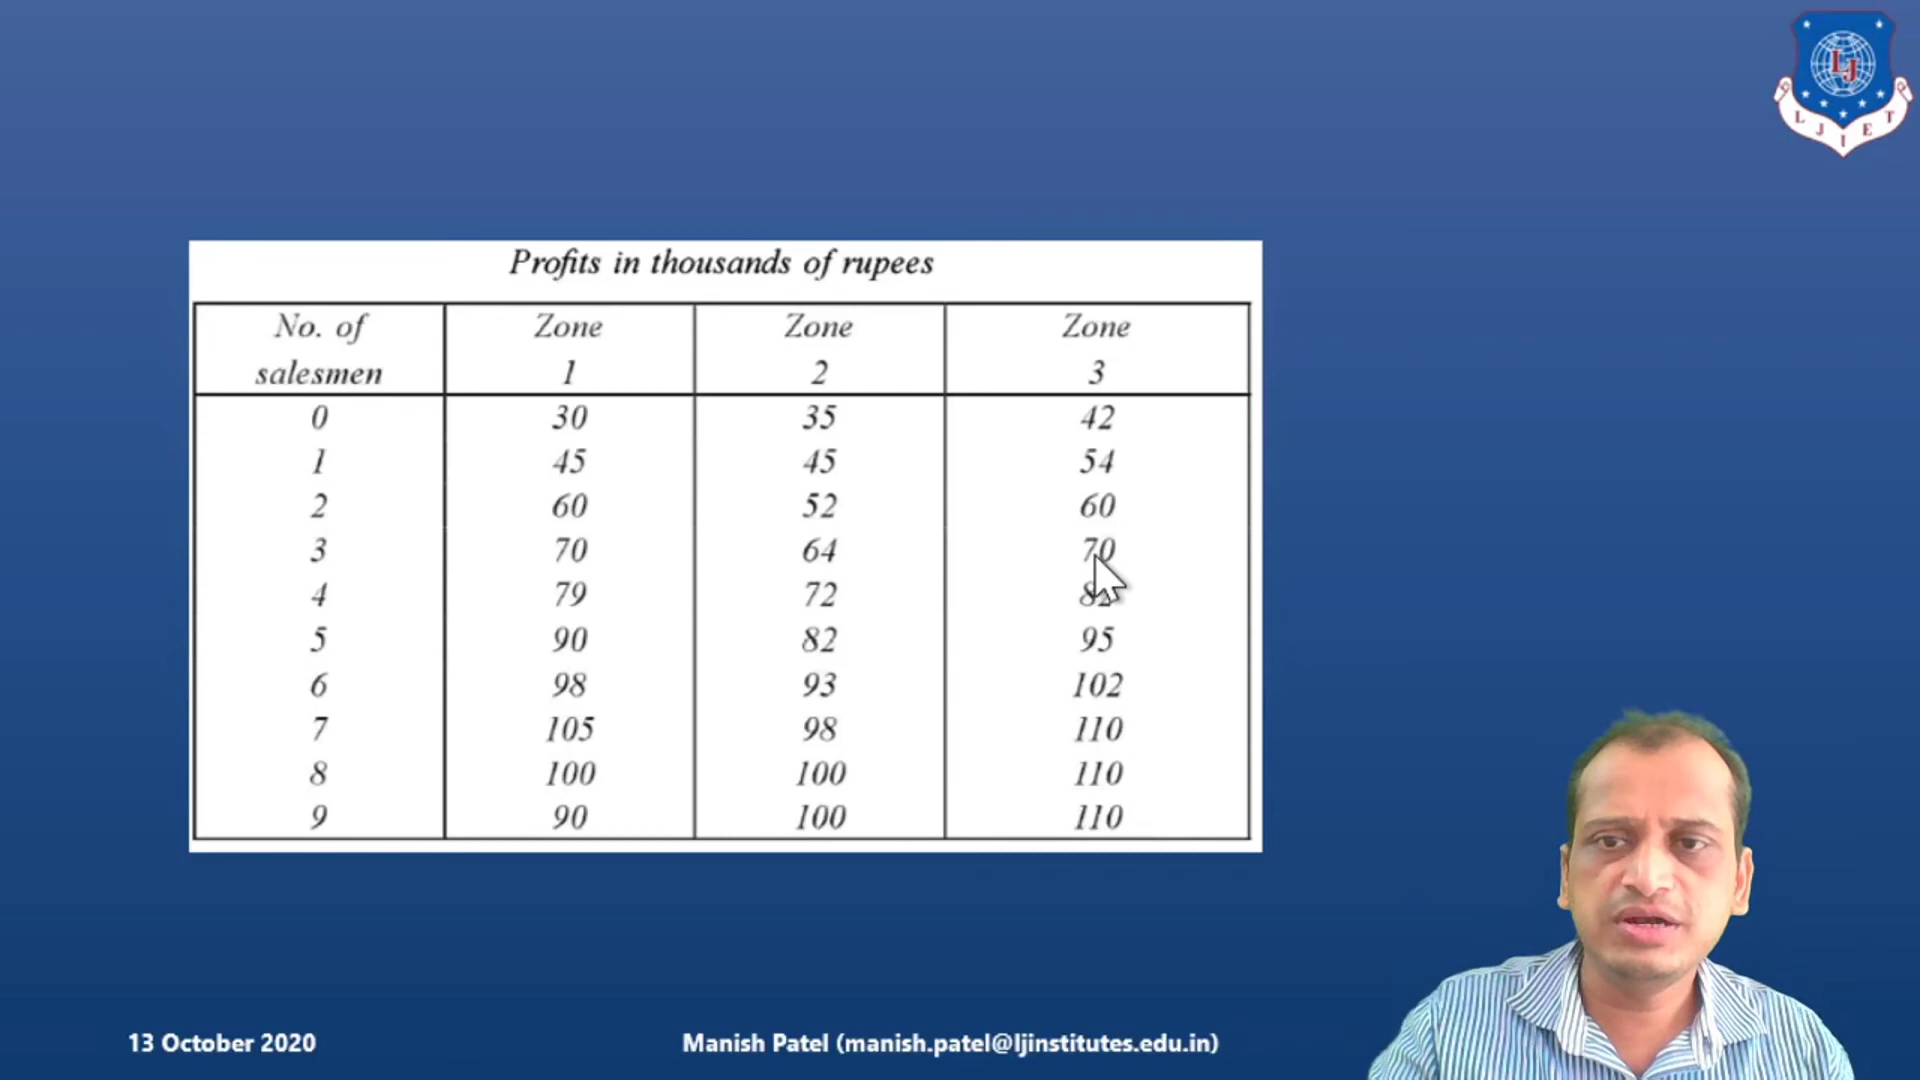 LJ
L J I E T
Profits in thousands of rupees
No. of salesmen Zone 1 Zone 2 Zone 3
0 30 35 42
1 45 45 54
2 60 52 60
3 70 64 70
4 79 72 82
5 90 82 95
6 98 93 102
7 105 98 110
8 100 100 110
9 90 100 110
13 October 2020
Manish Patel (manish.patel@ljinstitutes.edu.in)